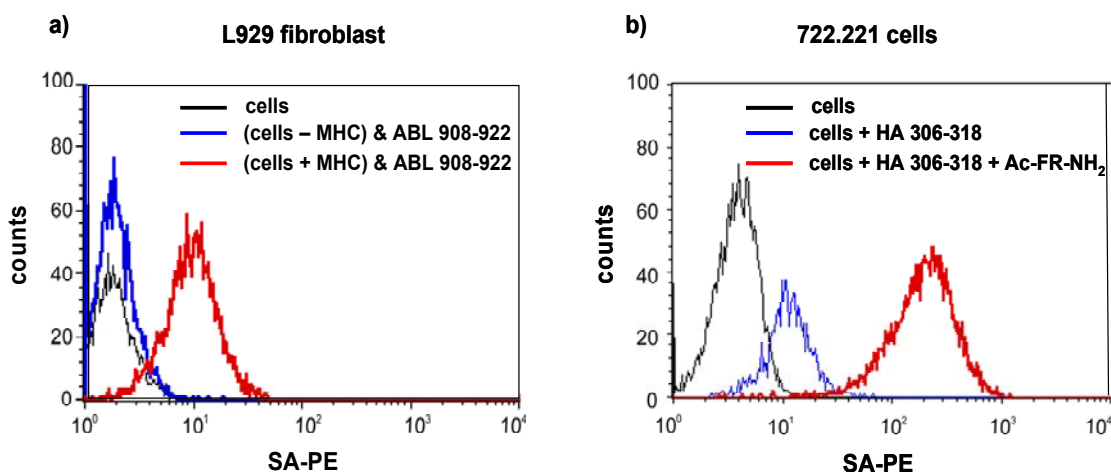 a)
L929 fibroblast
100
80
60
40
20
0
counts
cells
(cells – MHC) & ABL 908-922
(cells + MHC) & ABL 908-922
10⁰
10¹
10²
10³
10⁴
SA-PE
b)
722.221 cells
100
80
60
40
20
0
counts
cells
cells + HA 306-318
cells + HA 306-318 + Ac-FR-NH₂
10⁰
10¹
10²
10³
10⁴
SA-PE